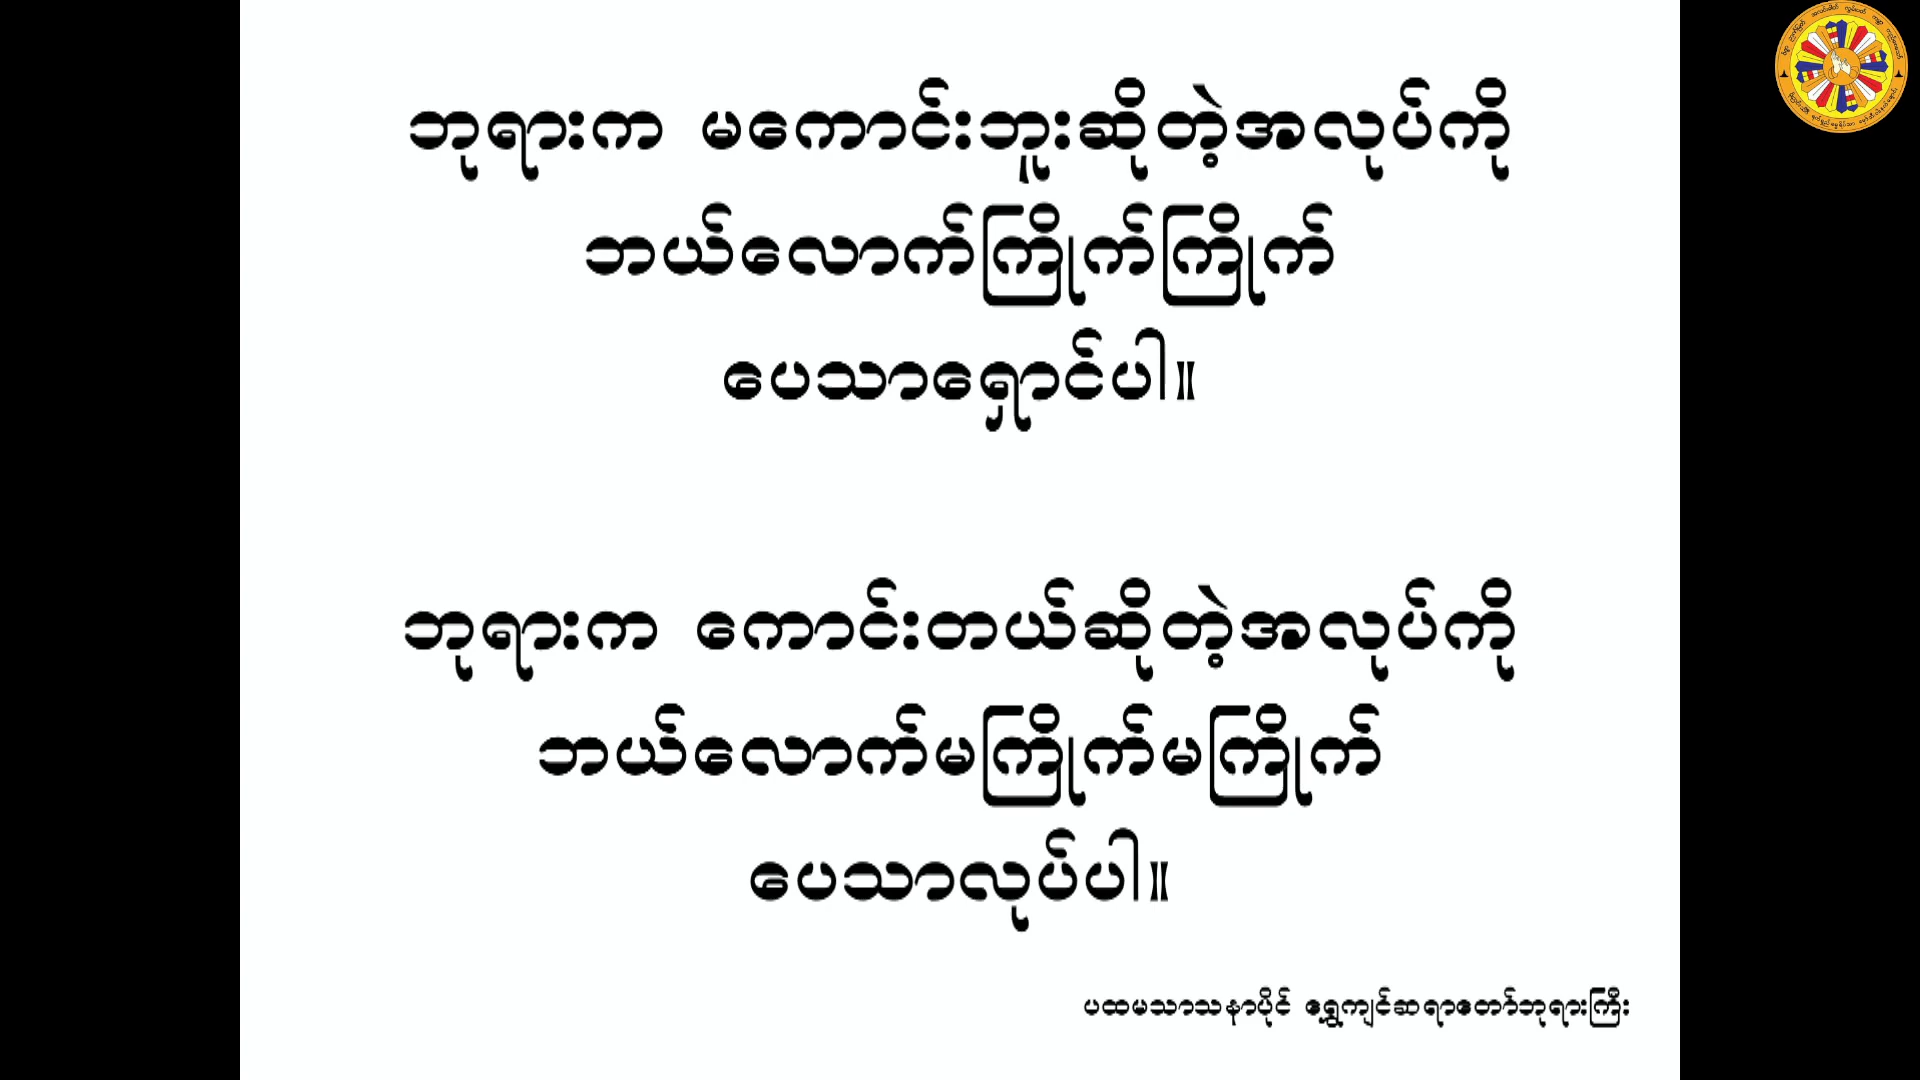 ဘုရားက မကောင်းဘူးဆိုတဲ့အလုပ်ကို
ဘယ်လောက်ကြိုက်ကြိုက်
ပေသာရှောင်ပါ။
ဘုရားက ကောင်းတယ်ဆိုတဲ့အလုပ်ကို
ဘယ်လောက်မကြိုက်မကြိုက်
ပေသာလုပ်ပါ။
ပထမသာသနာပိုင် ရွှေကျင်ဆရာတော်ဘုရားကြီး